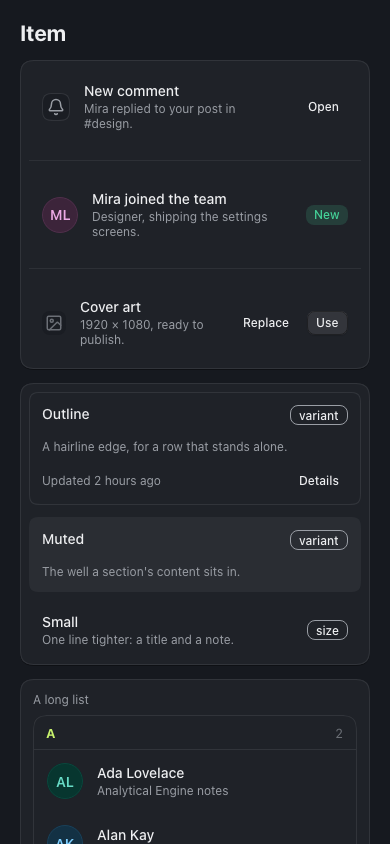 Item
New comment
Mira replied to your post in
#design.
Open
ML
Mira joined the team
Designer, shipping the settings
screens.
New
Cover art
1920 × 1080, ready to
publish.
Replace
Use
Outline
variant
A hairline edge, for a row that stands alone.
Updated 2 hours ago
Details
Muted
variant
The well a section's content sits in.
Small
One line tighter: a title and a note.
size
A long list
A
2
AL
Ada Lovelace
Analytical Engine notes
AK
Alan Kay